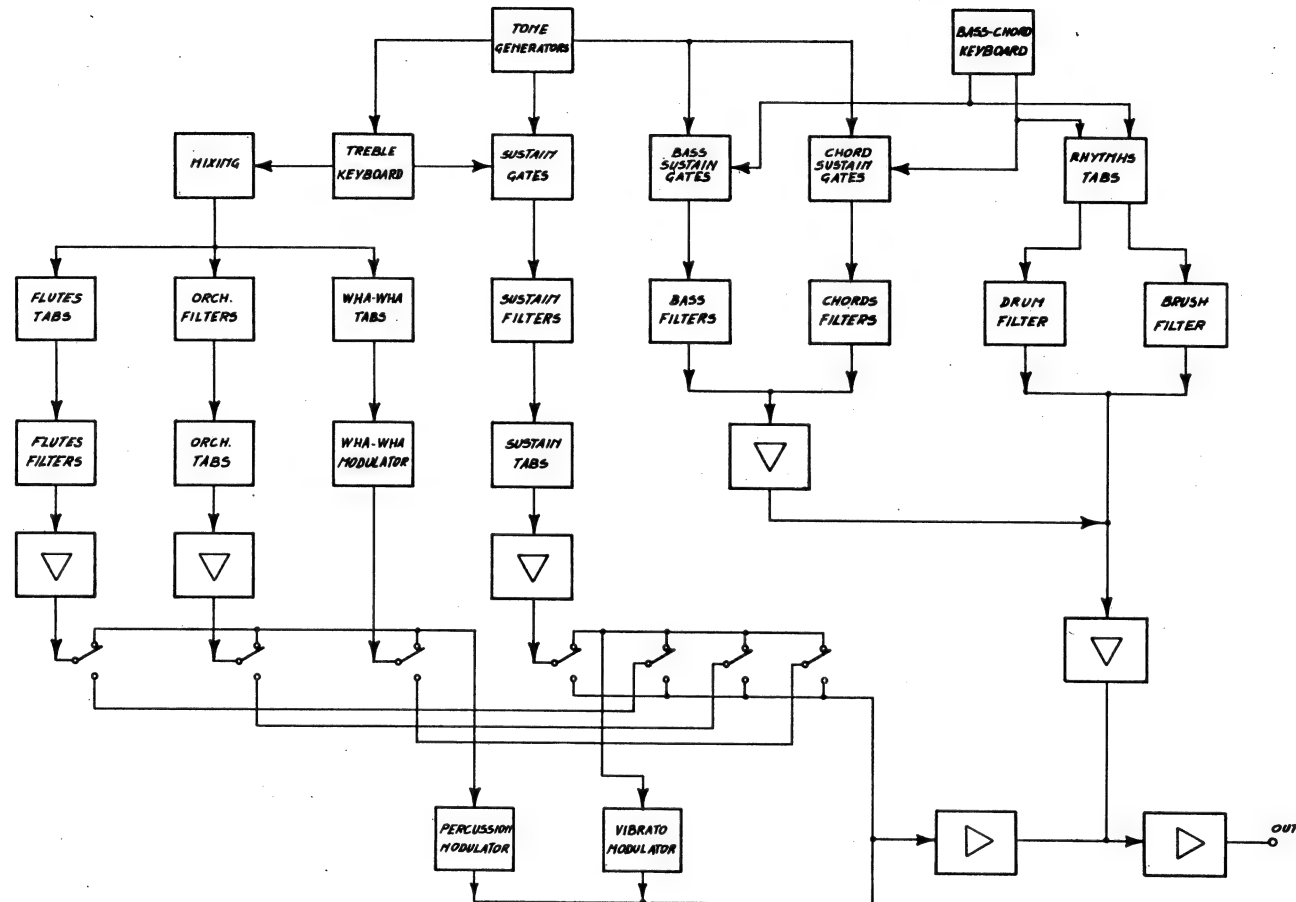 TONE
GENERATORS
BASS-CHORD
KEYBOARD
MIXING
TREBLE
KEYBOARD
SUSTAIN
GATES
BASS
SUSTAIN
GATES
CHORD
SUSTAIN
GATES
RHYTMHS
TABS
FLUTES
TABS
ORCH.
FILTERS
WHA-WHA
TABS
SUSTAIN
FILTERS
BASS
FILTERS
CHORDS
FILTERS
DRUM
FILTER
BRUSH
FILTER
FLUTES
FILTERS
ORCH.
TABS
WHA-WHA
MODULATOR
SUSTAIN
TABS
PERCUSSION
MODULATOR
VIBRATO
MODULATOR
OUT